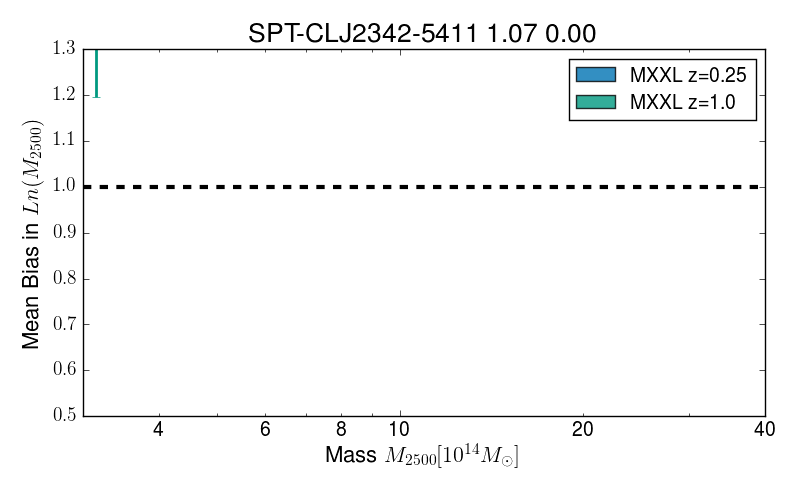 SPT-CLJ2342-5411 1.07 0.00
MXXL z=0.25
MXXL z=1.0
Mean Bias in Ln(M2500)
1.3
1.2
1.1
1.0
0.9
0.8
0.7
0.6
0.5
4 6 8 10 20 40
Mass M2500[10^14 M⊙]